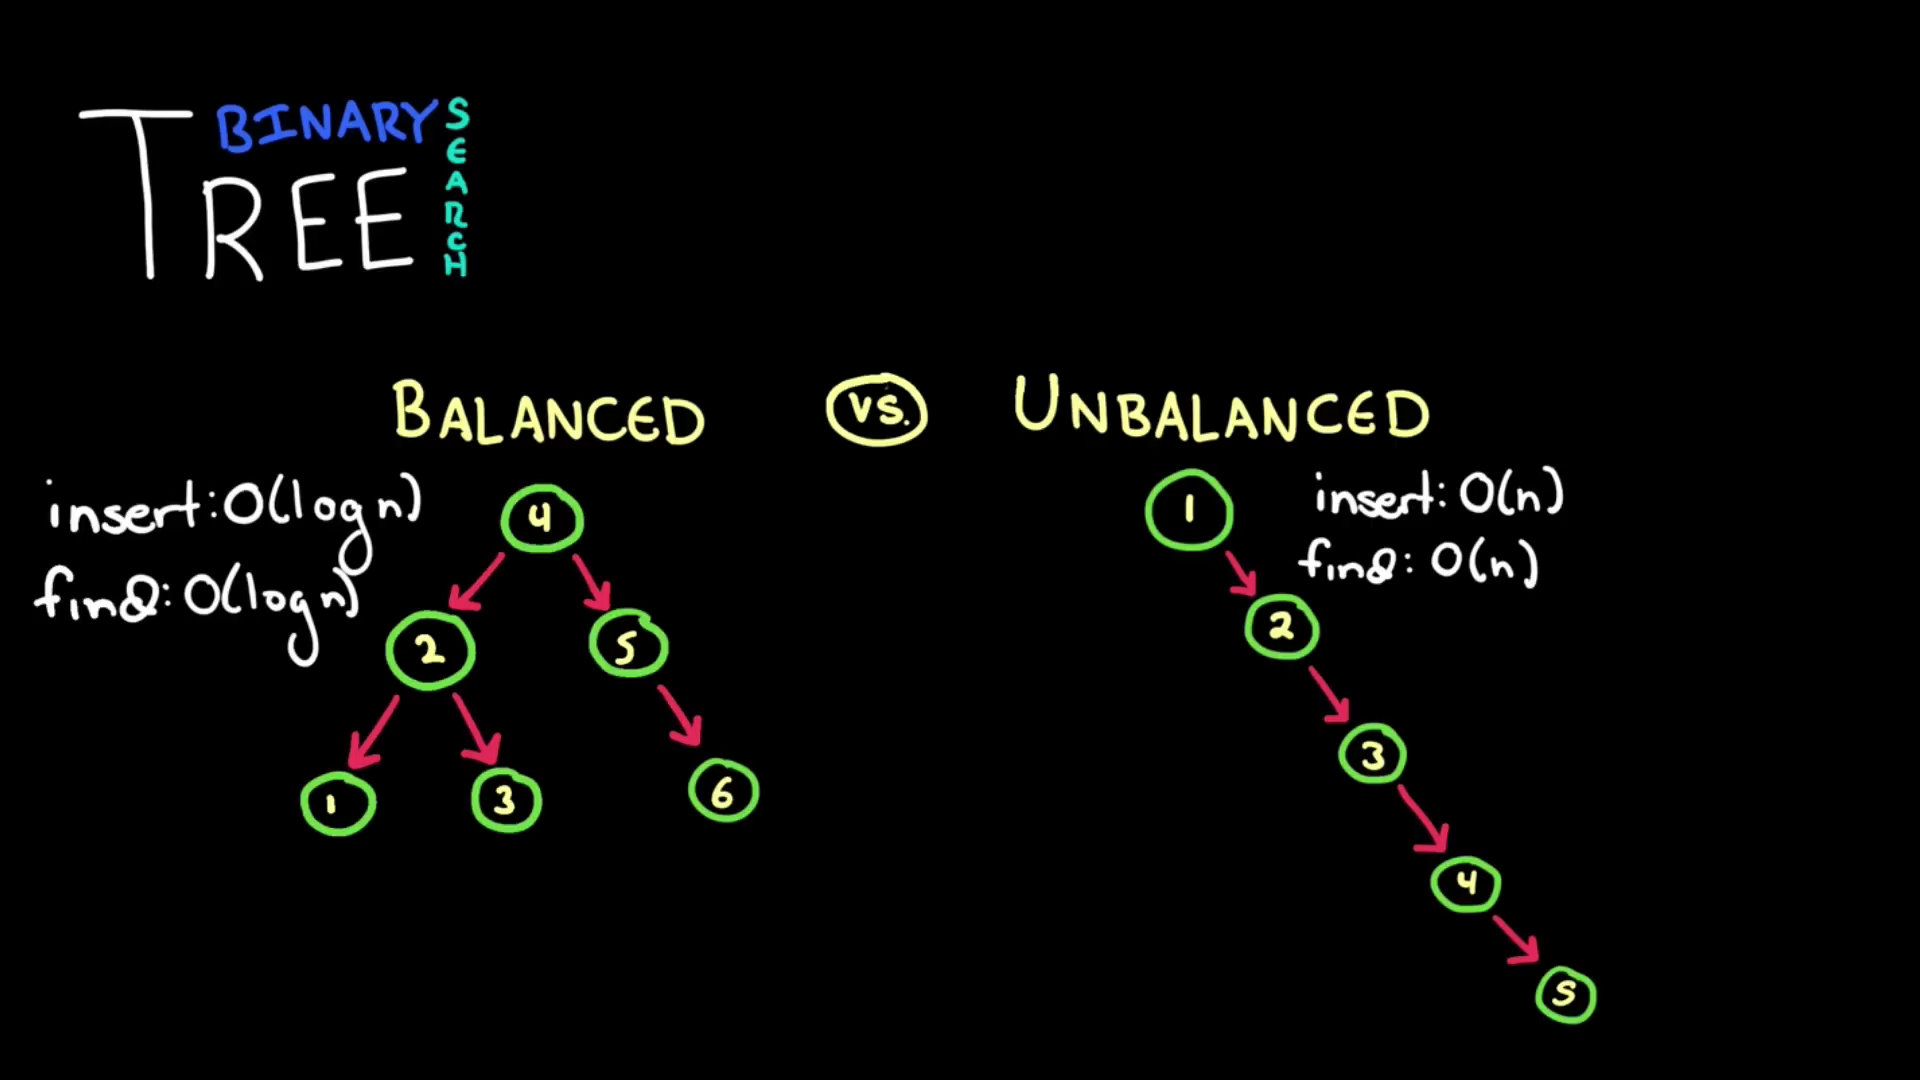 TREE
BINARY
SEARCH
BALANCED
VS.
UNBALANCED
insert: O(log n)
find: O(log n)
4
2
5
1
3
6
insert: O(n)
find: O(n)
1
2
3
4
5